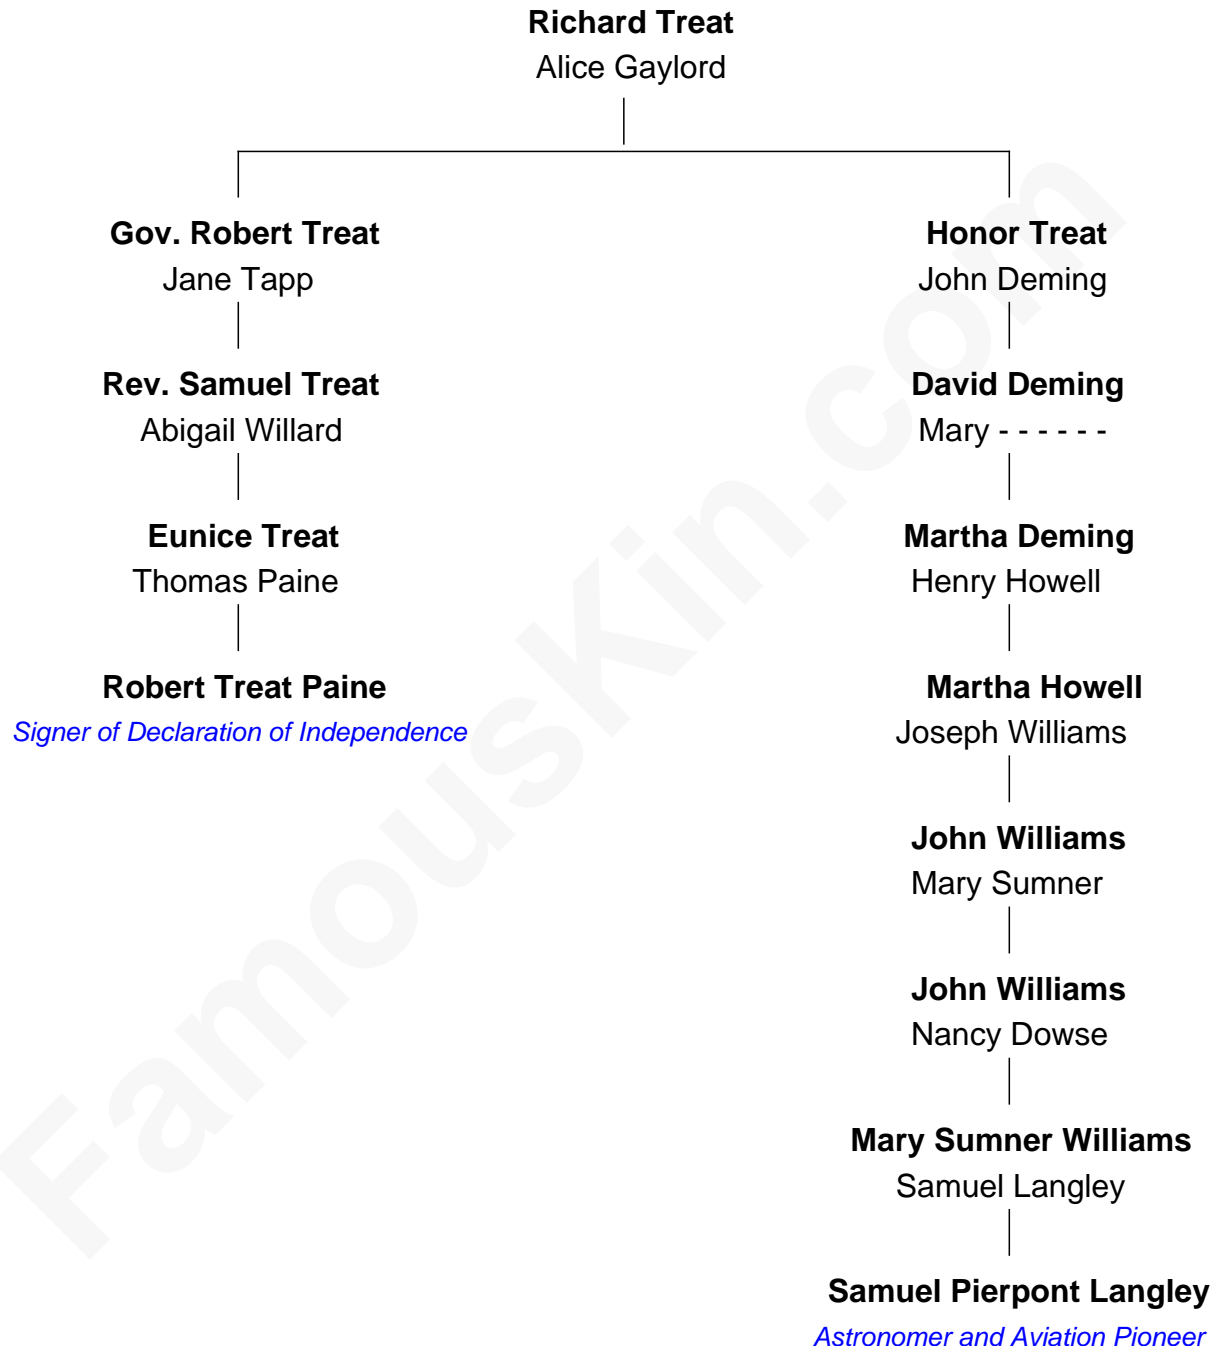 Richard Treat
Alice Gaylord
Gov. Robert Treat
Jane Tapp
Rev. Samuel Treat
Abigail Willard
Eunice Treat
Thomas Paine
Robert Treat Paine
Signer of Declaration of Independence
Honor Treat
John Deming
David Deming
Mary - - - - - -
Martha Deming
Henry Howell
Martha Howell
Joseph Williams
John Williams
Mary Sumner
John Williams
Nancy Dowse
Mary Sumner Williams
Samuel Langley
Samuel Pierpont Langley
Astronomer and Aviation Pioneer
FamousKin.com